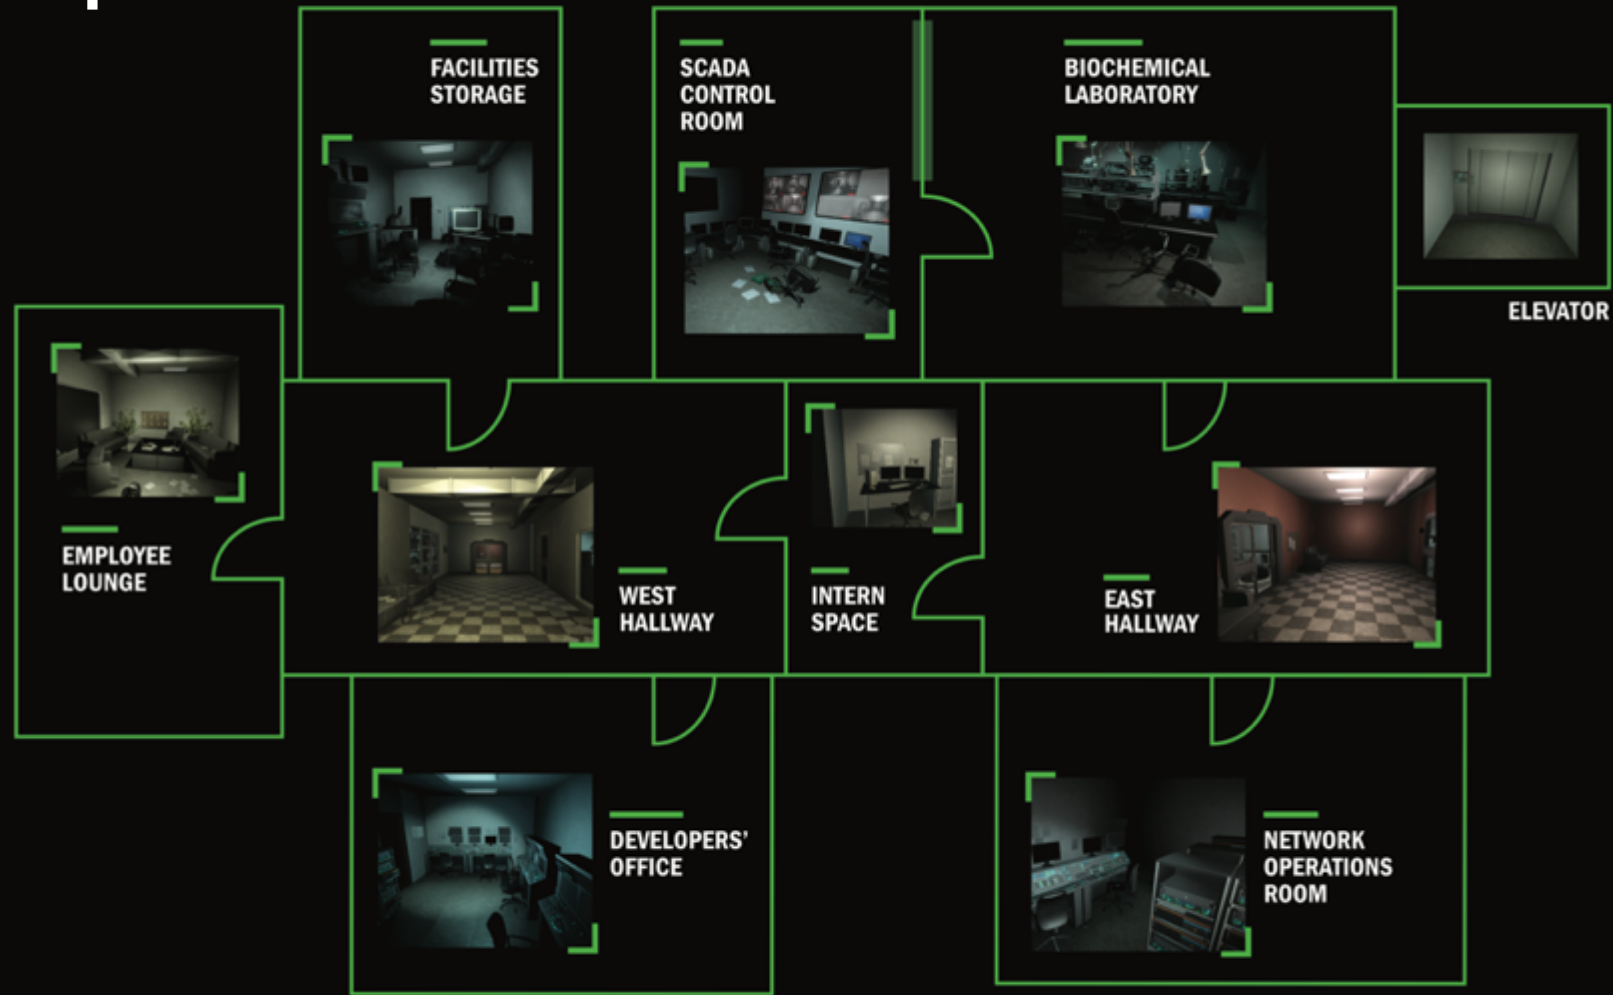 FACILITIES
STORAGE
SCADA
CONTROL
ROOM
BIOCHEMICAL
LABORATORY
ELEVATOR
EMPLOYEE
LOUNGE
WEST
HALLWAY
INTERN
SPACE
EAST
HALLWAY
DEVELOPERS’
OFFICE
NETWORK
OPERATIONS
ROOM